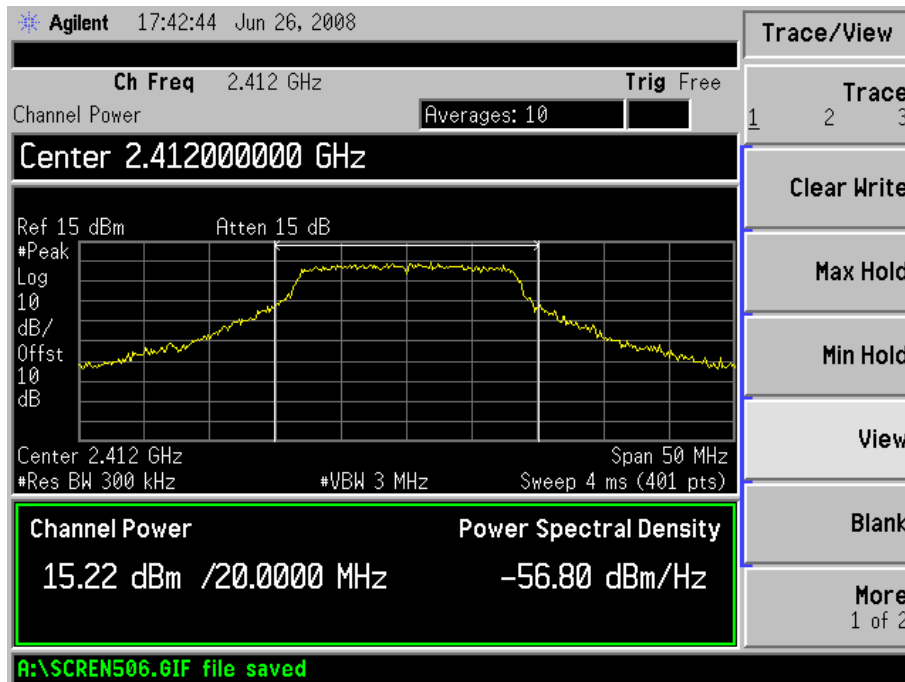 Agilent 17:42:44 Jun 26, 2008
Trace/View
Ch Freq 2.412 GHz Trig Free
Channel Power Averages: 10
Center 2.412000000 GHz
Ref 15 dBm Atten 15 dB
#Peak
Log
10
dB/
Offst
10
dB
Center 2.412 GHz Span 50 MHz
#Res BW 300 kHz #VBW 3 MHz Sweep 4 ms (401 pts)
Channel Power Power Spectral Density
15.22 dBm /20.0000 MHz -56.80 dBm/Hz
A:\SCREN506.GIF file saved
Trace
1 2 3
Clear Write
Max Hold
Min Hold
View
Blank
More
1 of 2